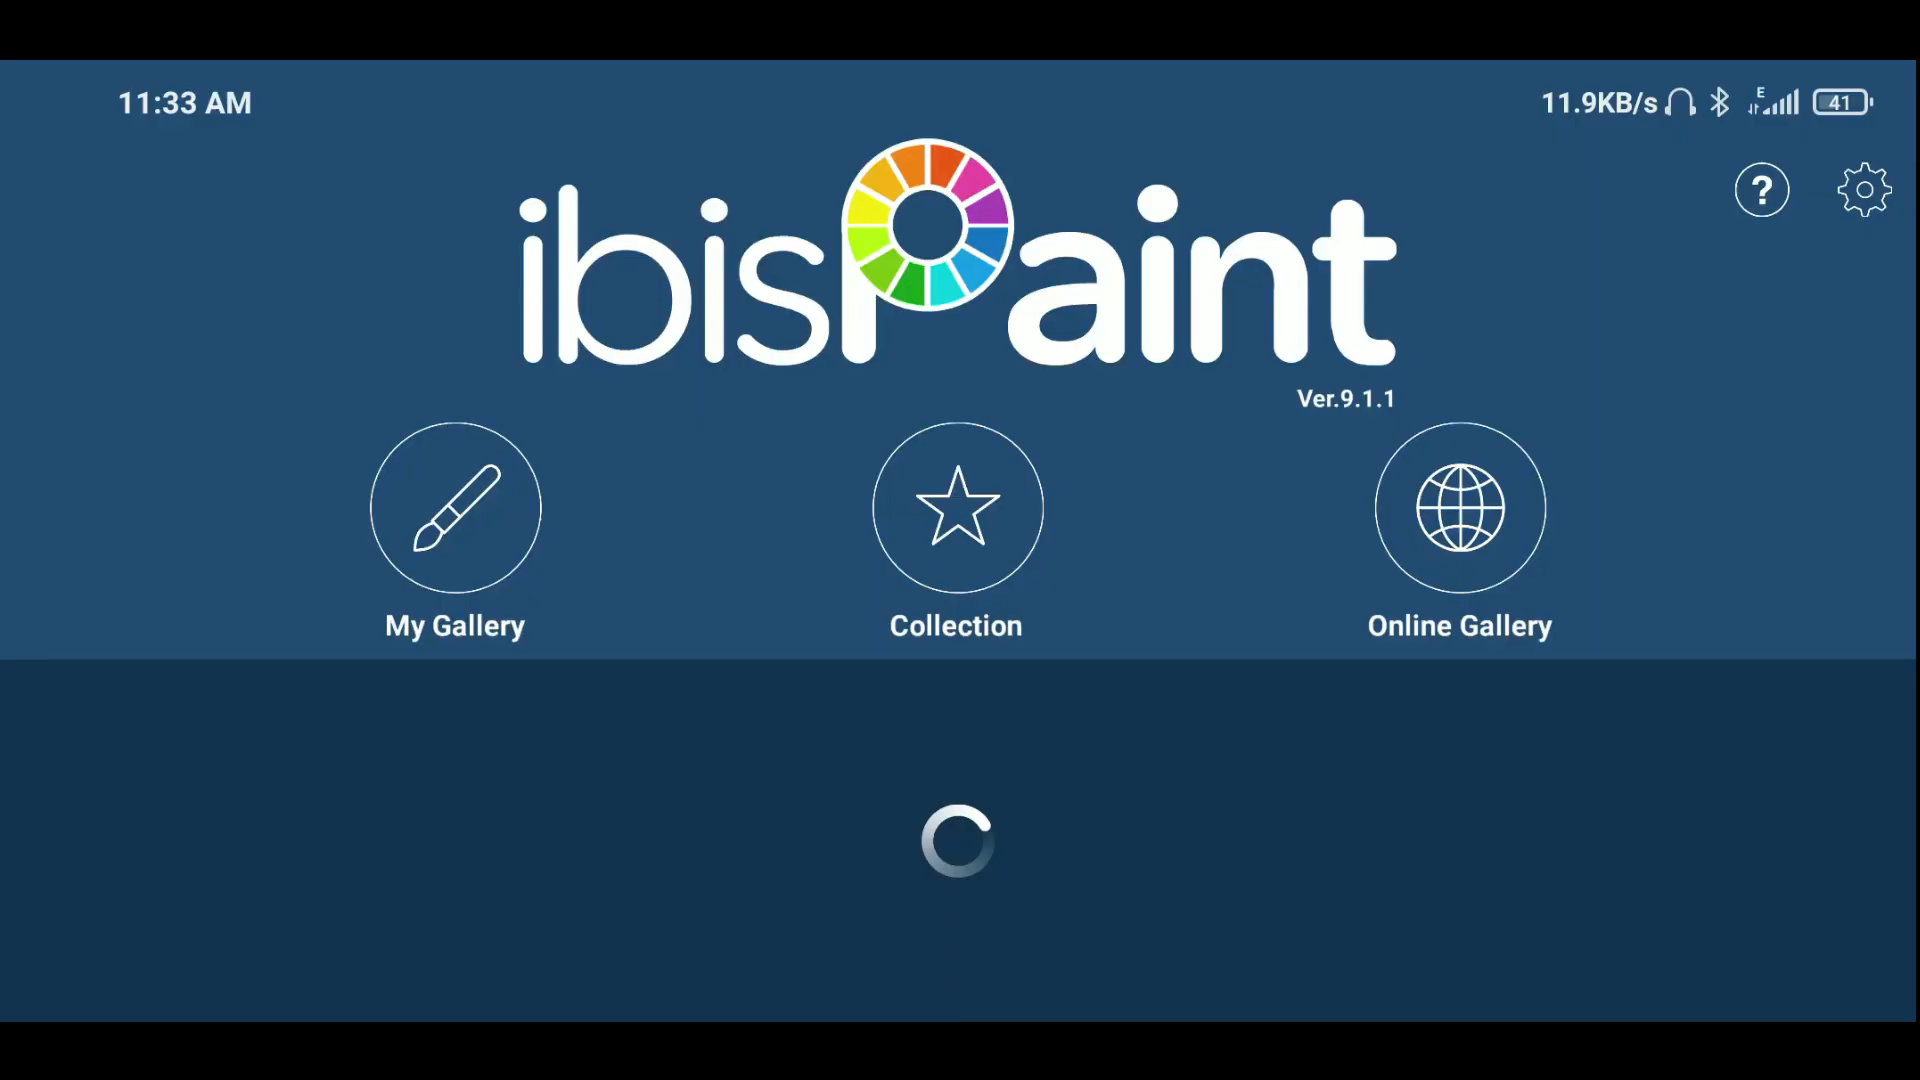 11:33 AM
11.9KB/s E 41
?
ibisPaint
Ver.9.1.1
My Gallery
Collection
Online Gallery